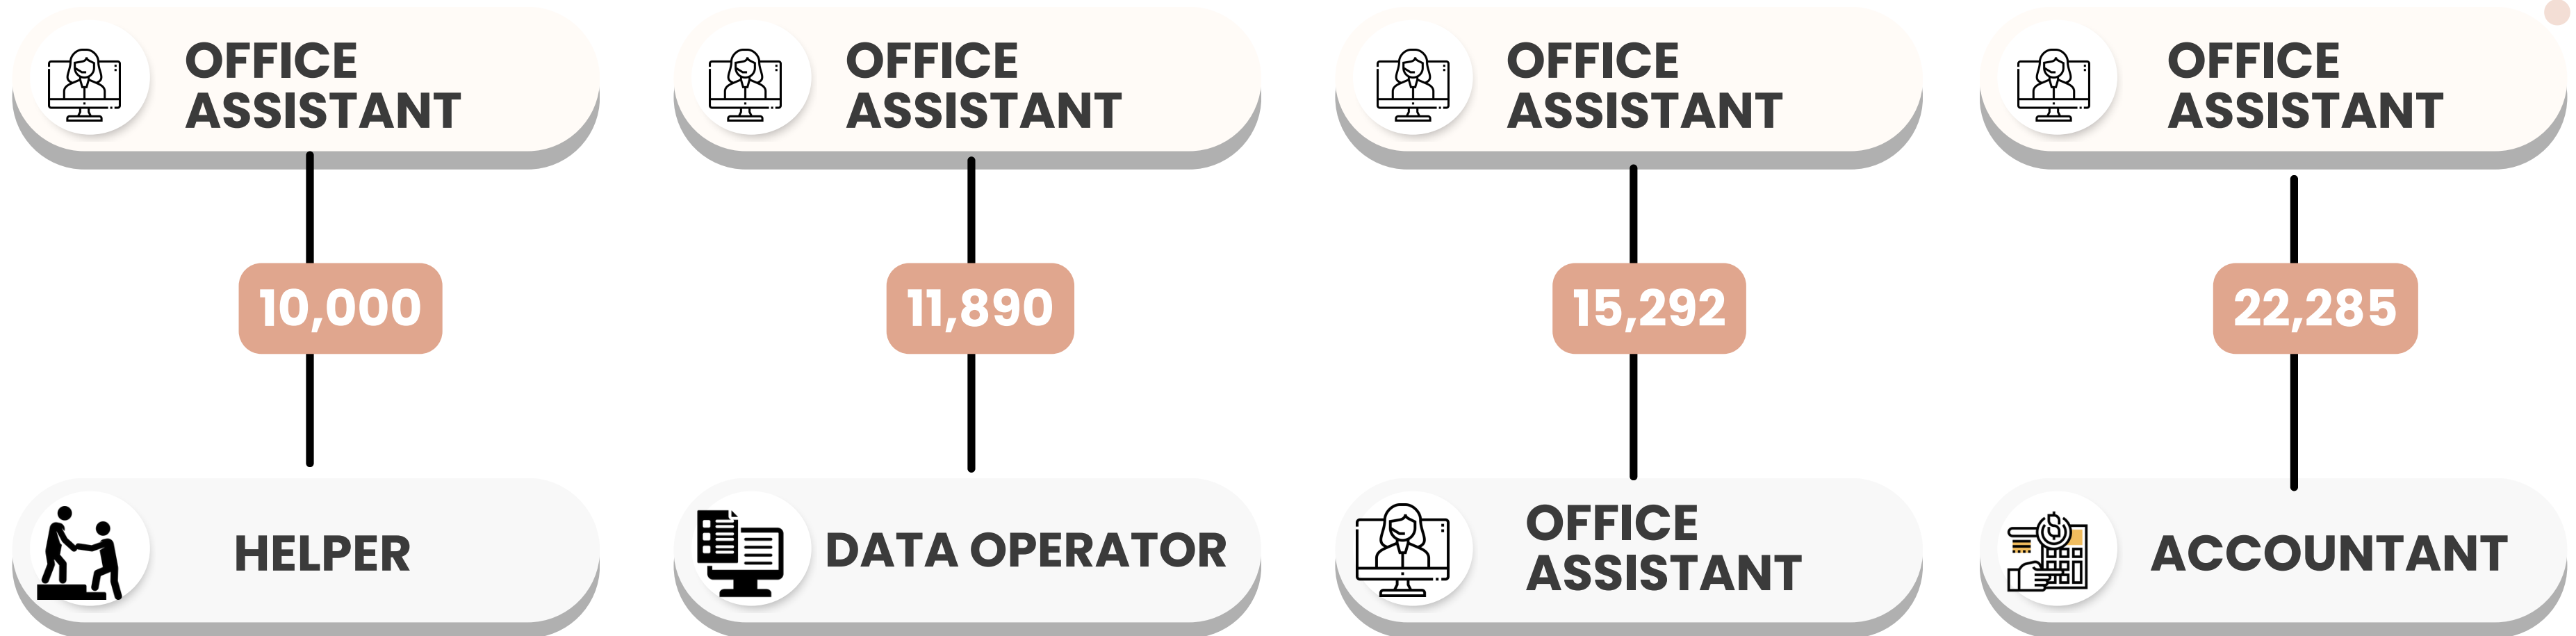 OFFICE
ASSISTANT
OFFICE
ASSISTANT
OFFICE
ASSISTANT
OFFICE
ASSISTANT
10,000
11,890
15,292
22,285
HELPER
DATA OPERATOR
OFFICE
ASSISTANT
ACCOUNTANT